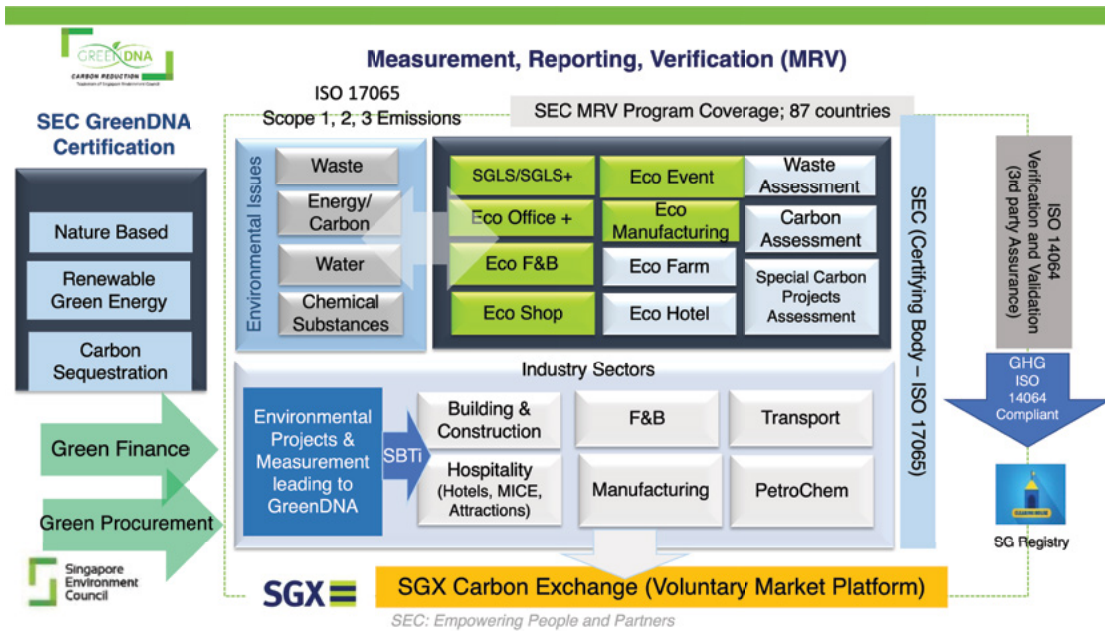 GREEN DNA
CARBON REDUCTION
Measurement, Reporting, Verification (MRV)
SEC GreenDNA
Certification
Nature Based
Renewable
Green Energy
Carbon
Sequestration
Green Finance
Green Procurement
Singapore
Environment
Council
ISO 17065
Scope 1, 2, 3 Emissions
SEC MRV Program Coverage; 87 countries
Environmental Issues
Waste
Energy/
Carbon
Water
Chemical
Substances
SGLS/SGLS+
Eco Office +
Eco F&B
Eco Shop
Eco Event
Eco
Manufacturing
Eco Farm
Eco Hotel
Waste
Assessment
Carbon
Assessment
Special Carbon
Projects
Assessment
SEC (Certifying Body – ISO 17065)
Industry Sectors
Environmental
Projects &
Measurement
leading to
GreenDNA
SBTi
Building &
Construction
Hospitality
(Hotels, MICE,
Attractions)
F&B
Manufacturing
Transport
PetroChem
ISO 14064
Verification and Validation
(3rd party Assurance)
GHG
ISO
14064
Compliant
SG Registry
SGX
SGX Carbon Exchange (Voluntary Market Platform)
SEC: Empowering People and Partners